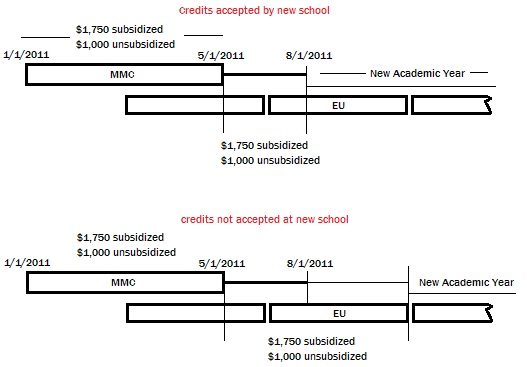 Credits accepted by new school
$1,750 subsidized
$1,000 unsubsidized
1/1/2011 5/1/2011 8/1/2011
MMC New Academic Year
EU
$1,750 subsidized
$1,000 unsubsidized
credits not accepted at new school
$1,750 subsidized
$1,000 unsubsidized
1/1/2011 5/1/2011 8/1/2011
MMC New Academic Year
EU
$1,750 subsidized
$1,000 unsubsidized